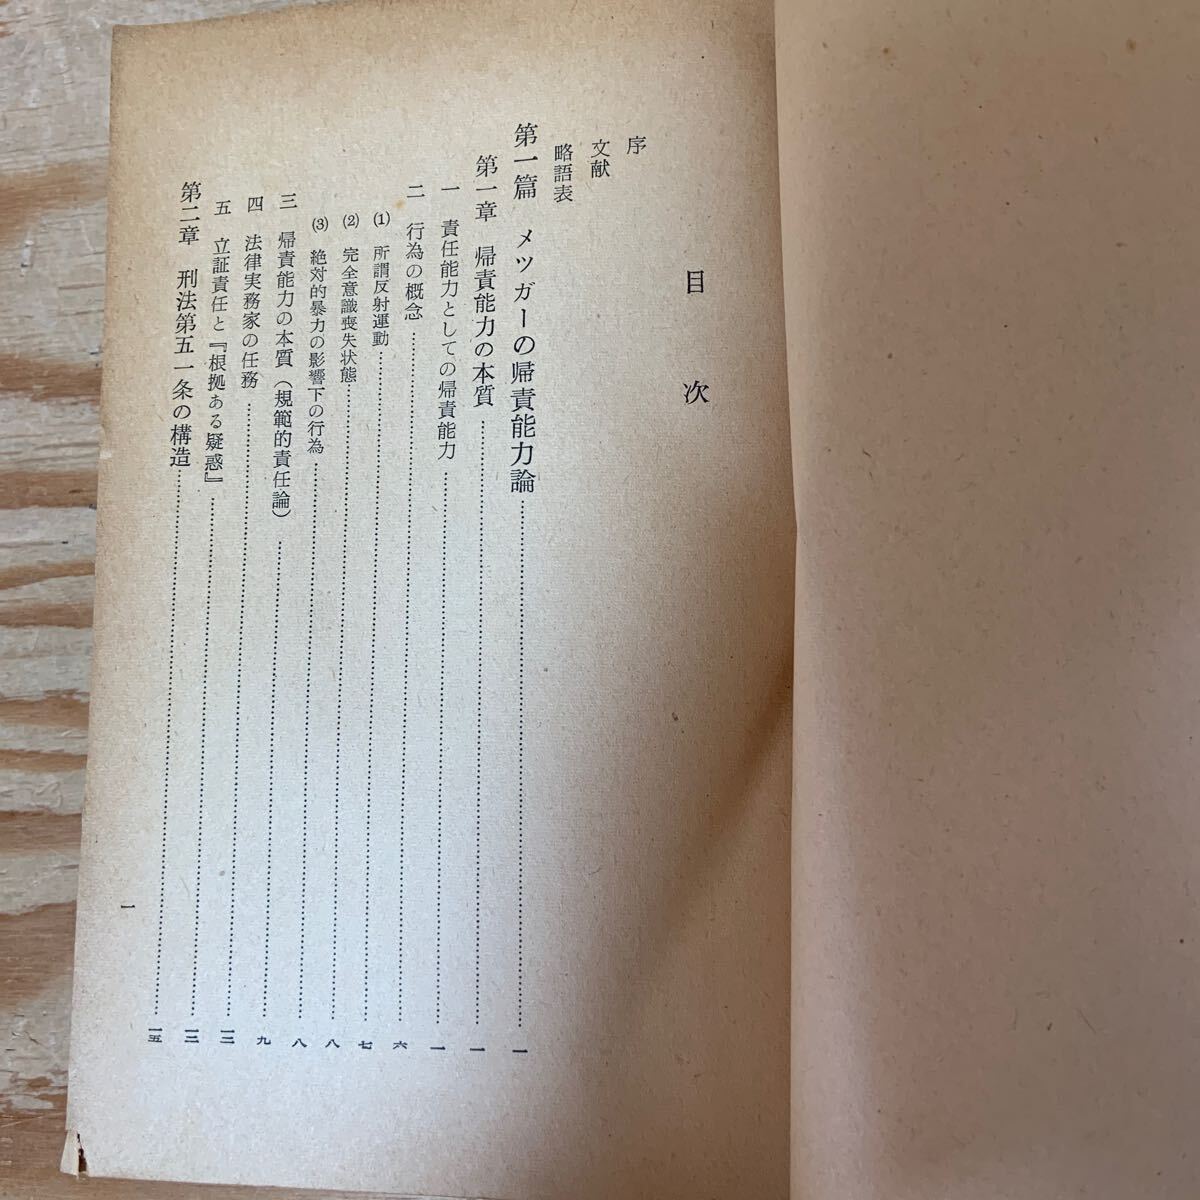 目次
序
文献
略語表
第一篇 メツガーの帰責能力論……一
第一章 帰責能力の本質……一
一 責任能力としての帰責能力……一
二 行為の概念……六
(1) 所謂反射運動……七
(2) 完全意識喪失状態……八
(3) 絶対的暴力の影響下の行為……八
三 帰責能力の本質(規範的責任論)……九
四 法律実務家の任務……一二
五 立証責任と『根拠ある疑惑』……一三
第二章 刑法第五一条の構造……一五
一